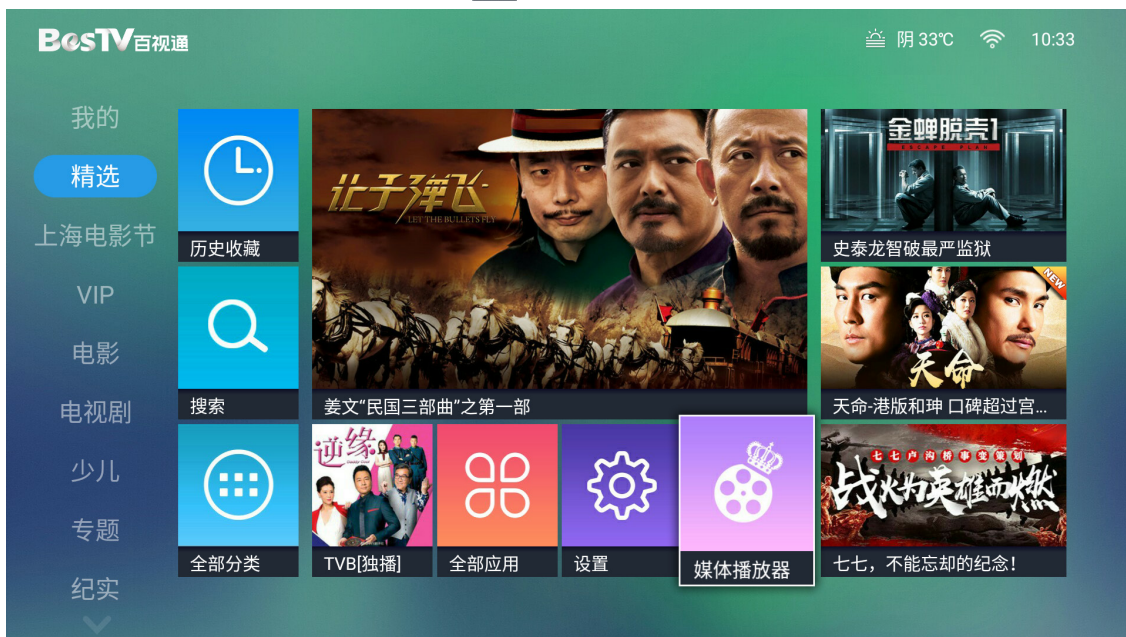 BesTV百视通
阴 33℃
10:33
我的
精选
上海电影节
VIP
电影
电视剧
少儿
专题
纪实
历史收藏
搜索
全部分类
让子弹飞
LET THE BULLETS FLY
姜文“民国三部曲”之第一部
逆缘
TVB[独播]
全部应用
设置
媒体播放器
金蝉脱壳1
ESCAPE PLAN
史泰龙智破最严监狱
NEW
天命
天命-港版和珅 口碑超过宫...
七七卢沟桥事变策划
战火为英雄而燃
七七，不能忘却的纪念！